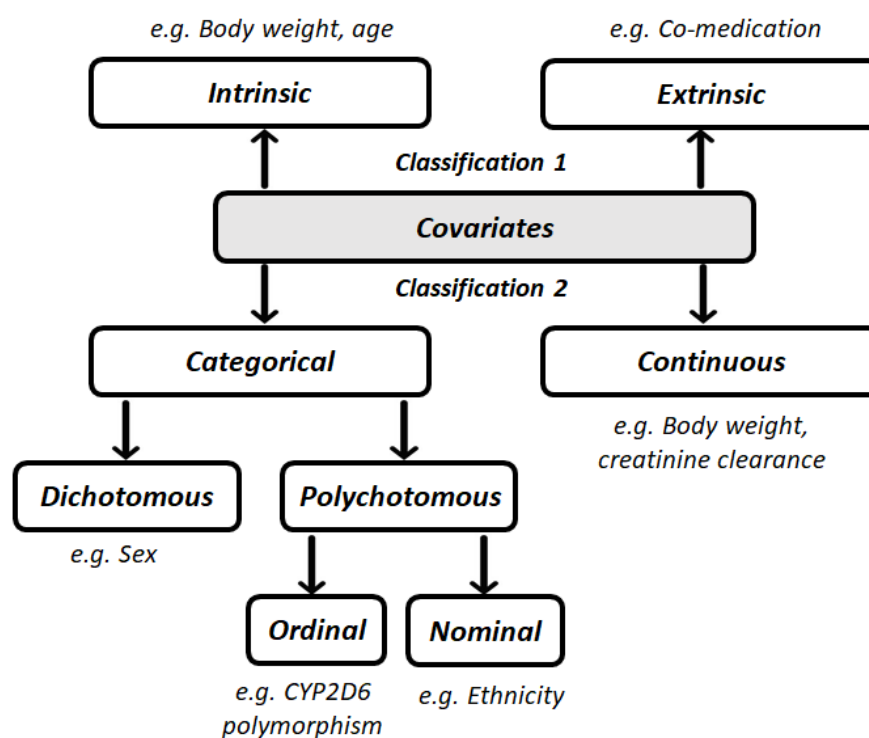 e.g. Body weight, age
e.g. Co-medication
Intrinsic
Extrinsic
Classification 1
Covariates
Classification 2
Categorical
Continuous
e.g. Body weight,
creatinine clearance
Dichotomous
Polychotomous
e.g. Sex
Ordinal
Nominal
e.g. CYP2D6
polymorphism
e.g. Ethnicity